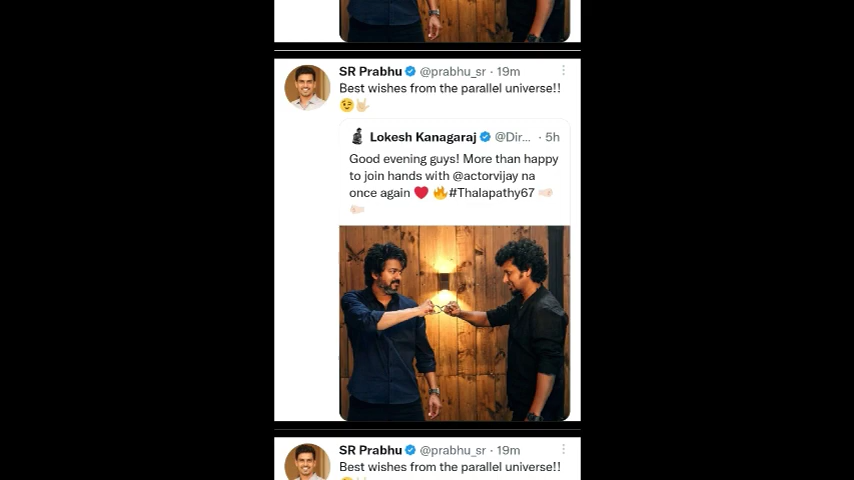 SR Prabhu @prabhu_sr · 19m
Best wishes from the parallel universe!!
😉🤟🏻
Lokesh Kanagaraj @Dir... · 5h
Good evening guys! More than happy
to join hands with @actorvijay na
once again ❤️ 🔥#Thalapathy67 🤜🏻
🤛🏻
SR Prabhu @prabhu_sr · 19m
Best wishes from the parallel universe!!